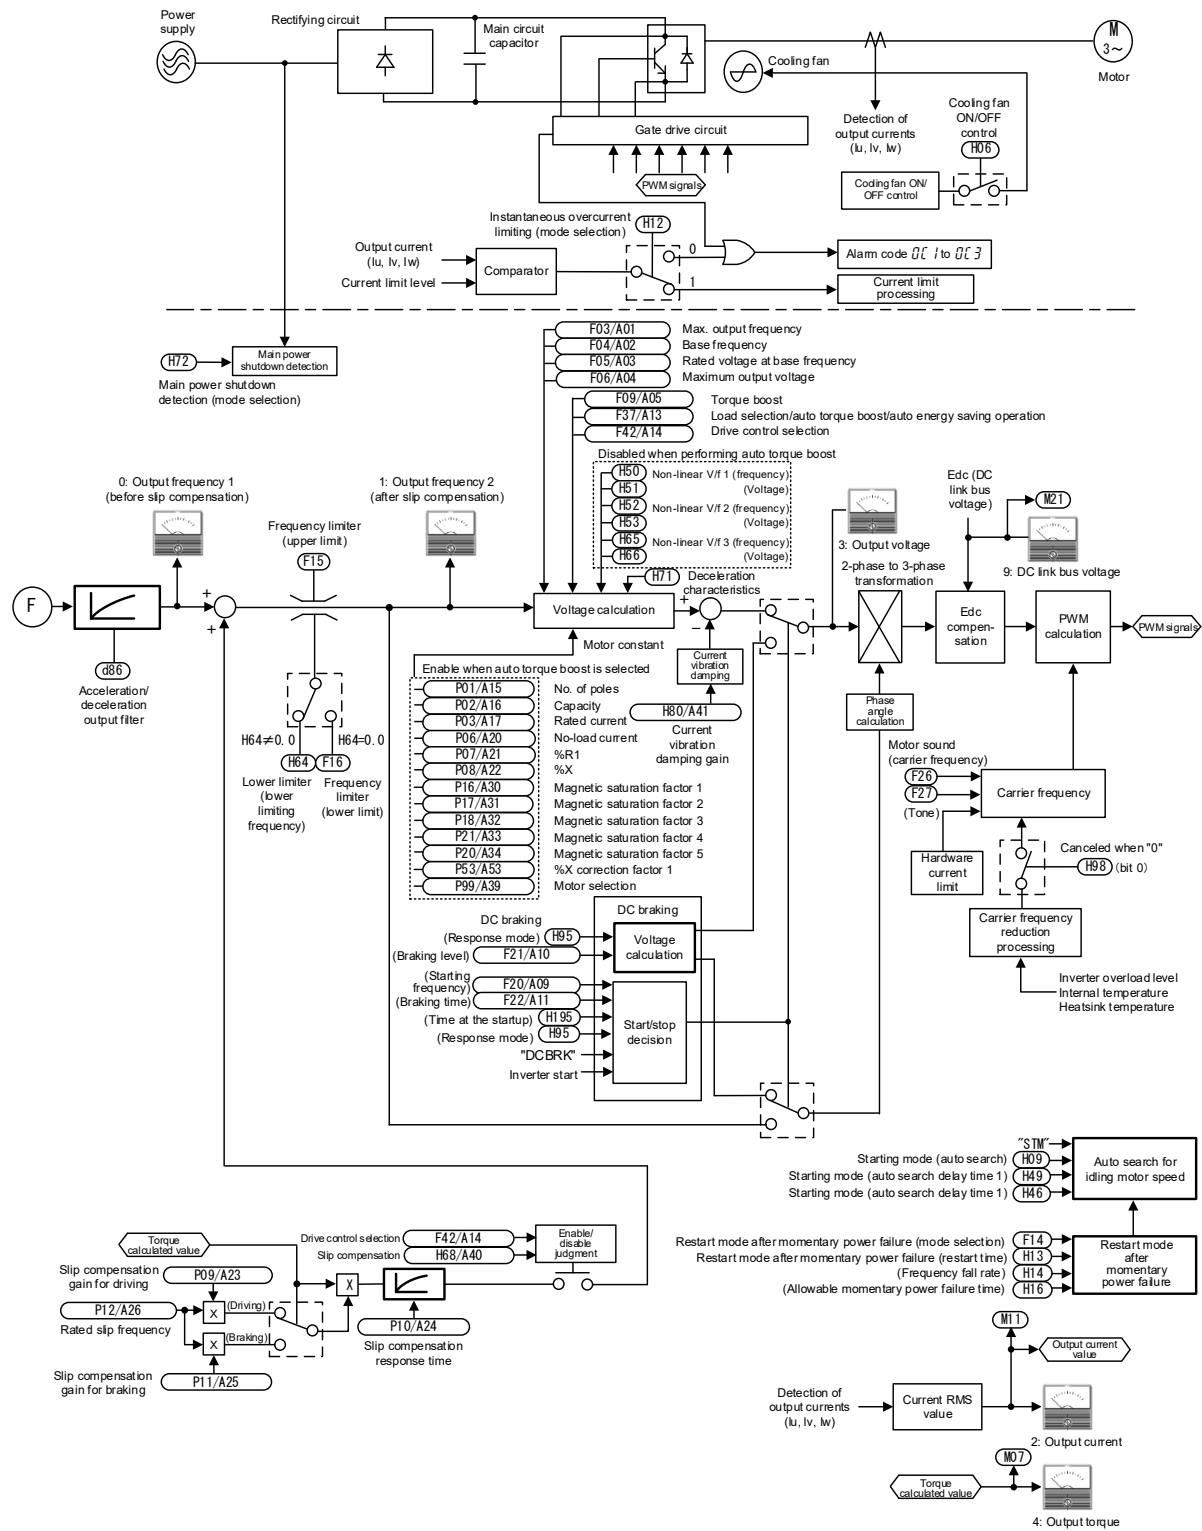 Power
supply
Rectifying circuit
Main circuit
capacitor
M
3～
Motor
Cooling fan
Detection of
output currents
(Iu, Iv, Iw)
Cooling fan
ON/OFF
control
H06
Cooling fan ON/
OFF control
Gate drive circuit
PWM signals
Instantaneous overcurrent
limiting (mode selection)
H12
Output current
(Iu, Iv, Iw)
Current limit level
Comparator
0
1
Alarm code 0C1 to 0C3
Current limit
processing
H72
Main power
shutdown detection
Main power shutdown
detection (mode selection)
F03/A01 Max. output frequency
F04/A02 Base frequency
F05/A03 Rated voltage at base frequency
F06/A04 Maximum output voltage
F09/A05 Torque boost
F37/A13 Load selection/auto torque boost/auto energy saving operation
F42/A14 Drive control selection
Disabled when performing auto torque boost
H50 Non-linear V/f 1 (frequency)
H51 (Voltage)
H52 Non-linear V/f 2 (frequency)
H53 (Voltage)
H65 Non-linear V/f 3 (frequency)
H66 (Voltage)
H71 Deceleration
characteristics
0: Output frequency 1
(before slip compensation)
1: Output frequency 2
(after slip compensation)
Frequency limiter
(upper limit)
F15
3: Output voltage
2-phase to 3-phase
transformation
Edc (DC
link bus
voltage)
M21
9: DC link bus voltage
F
+
+
d86
Acceleration/
deceleration
output filter
Voltage calculation
+
−
Edc
compen-
sation
PWM
calculation
PWM signals
Motor constant
Current
vibration
damping
H80/A41
Current
vibration
damping gain
Phase
angle
calculation
H64≠0.0
H64=0.0
H64
F16
Lower limiter
(lower
limiting
frequency)
Frequency
limiter
(lower limit)
Enable when auto torque boost is selected
P01/A15 No. of poles
P02/A16 Capacity
P03/A17 Rated current
P06/A20 No-load current
P07/A21 %R1
P08/A22 %X
P16/A30 Magnetic saturation factor 1
P17/A31 Magnetic saturation factor 2
P18/A32 Magnetic saturation factor 3
P21/A33 Magnetic saturation factor 4
P20/A34 Magnetic saturation factor 5
P53/A53 %X correction factor 1
P99/A39 Motor selection
Motor sound
(carrier frequency)
F26
F27
(Tone)
Carrier frequency
Hardware
current
limit
Canceled when "0"
H98 (bit 0)
Carrier frequency
reduction
processing
Inverter overload level
Internal temperature
Heatsink temperature
DC braking
DC braking
(Response mode) H95
(Braking level) F21/A10
Voltage
calculation
(Starting
frequency) F20/A09
(Braking time) F22/A11
(Time at the startup) H195
(Response mode) H95
"DCBRK"
Inverter start
Start/stop
decision
"STM"
Starting mode (auto search) H09
Starting mode (auto search delay time 1) H49
Starting mode (auto search delay time 1) H46
Auto search for
idling motor speed
Restart mode after momentary power failure (mode selection) F14
Restart mode after momentary power failure (restart time) H13
(Frequency fall rate) H14
(Allowable momentary power failure time) H16
Restart mode
after
momentary
power failure
Torque
calculated value
Drive control selection F42/A14
Slip compensation H68/A40
Enable/
disable
judgment
Slip compensation
gain for driving
P09/A23
P12/A26
Rated slip frequency
X
(Driving)
X
(Braking)
X
P10/A24
Slip compensation
response time
Slip compensation
gain for braking
P11/A25
M11
Output current
value
Detection of
output currents
(Iu, Iv, Iw)
Current RMS
value
2: Output current
M07
Torque
calculated value
4: Output torque